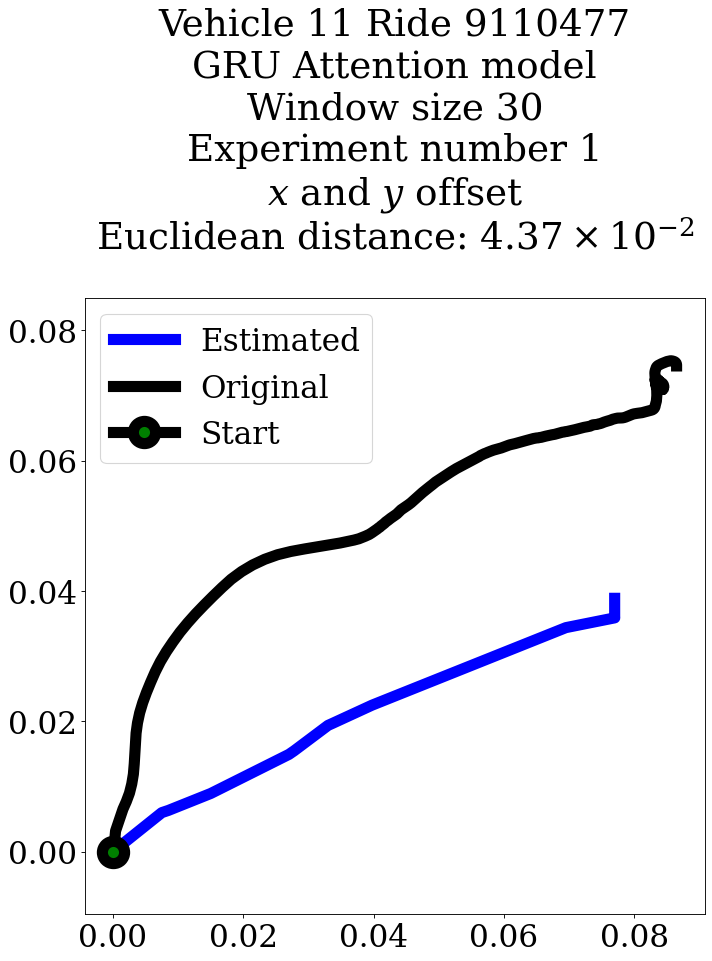 Vehicle 11 Ride 9110477
GRU Attention model
Window size 30
Experiment number 1
x and y offset
Euclidean distance: 4.37 × 10⁻²
Estimated
Original
Start
0.08
0.06
0.04
0.02
0.00
0.00 0.02 0.04 0.06 0.08